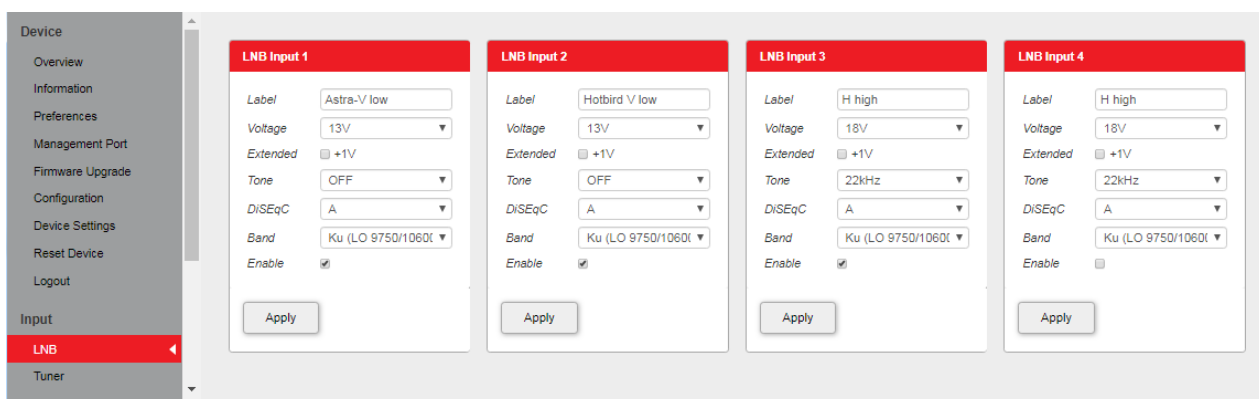 Device
Overview
Information
Preferences
Management Port
Firmware Upgrade
Configuration
Device Settings
Reset Device
Logout
Input
LNB
Tuner
LNB Input 1
Label Astra-V low
Voltage 13V
Extended +1V
Tone OFF
DiSEqC A
Band Ku (LO 9750/1060(
Enable
Apply
LNB Input 2
Label Hotbird V low
Voltage 13V
Extended +1V
Tone OFF
DiSEqC A
Band Ku (LO 9750/1060(
Enable
Apply
LNB Input 3
Label H high
Voltage 18V
Extended +1V
Tone 22kHz
DiSEqC A
Band Ku (LO 9750/1060(
Enable
Apply
LNB Input 4
Label H high
Voltage 18V
Extended +1V
Tone 22kHz
DiSEqC A
Band Ku (LO 9750/1060(
Enable
Apply